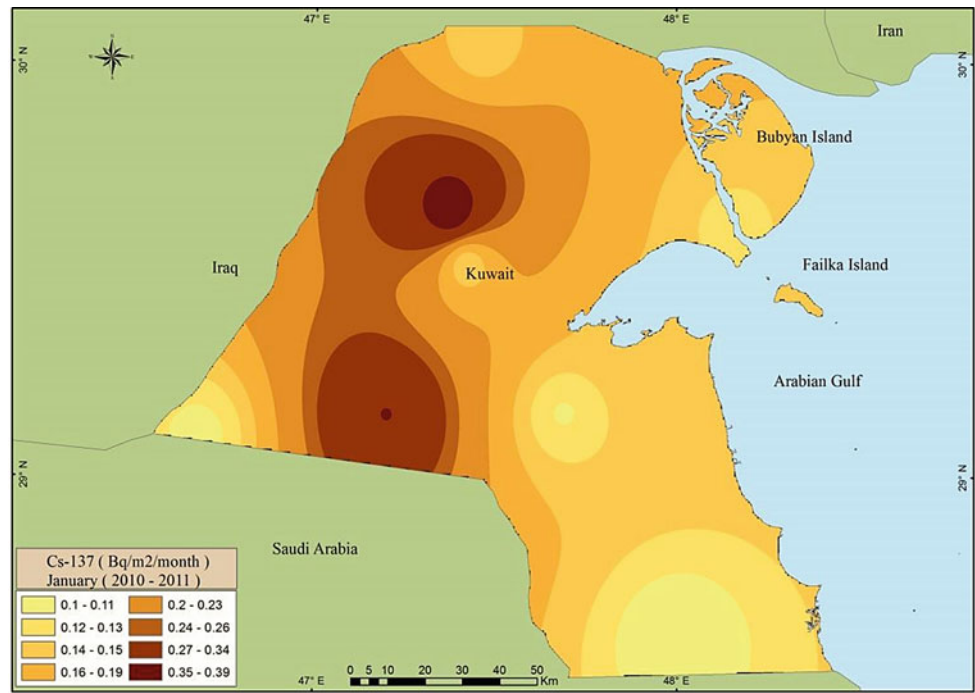 47° E
48° E
Iran
30° N
30° N
Bubyan Island
Iraq
Kuwait
Failka Island
Arabian Gulf
29° N
29° N
Saudi Arabia
Cs-137 ( Bq/m2/month )
January ( 2010 - 2011 )
0.1 - 0.11
0.2 - 0.23
0.12 - 0.13
0.24 - 0.26
0.14 - 0.15
0.27 - 0.34
0.16 - 0.19
0.35 - 0.39
0 5 10 20 30 40 50
Km
47° E
48° E